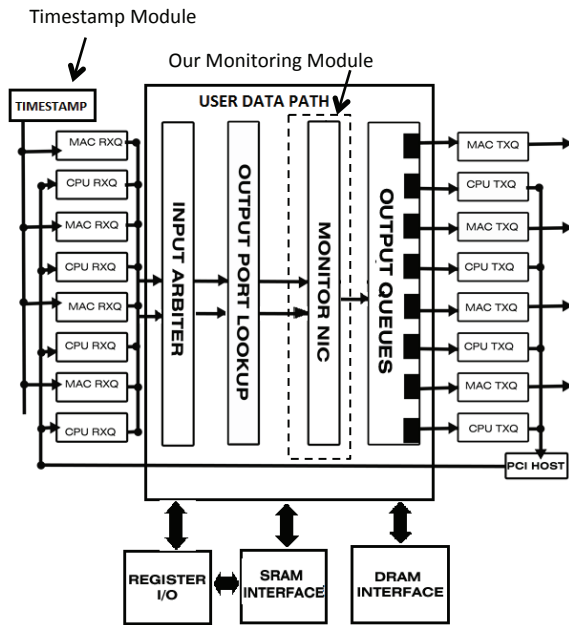 Timestamp Module
Our Monitoring Module
TIMESTAMP
USER DATA PATH
MAC RXQ
CPU RXQ
MAC RXQ
CPU RXQ
MAC RXQ
CPU RXQ
MAC RXQ
CPU RXQ
INPUT ARBITER
OUTPUT PORT LOOKUP
MONITOR NIC
OUTPUT QUEUES
MAC TXQ
CPU TXQ
MAC TXQ
CPU TXQ
MAC TXQ
CPU TXQ
MAC TXQ
CPU TXQ
PCI HOST
REGISTER
I/O
SRAM
INTERFACE
DRAM
INTERFACE